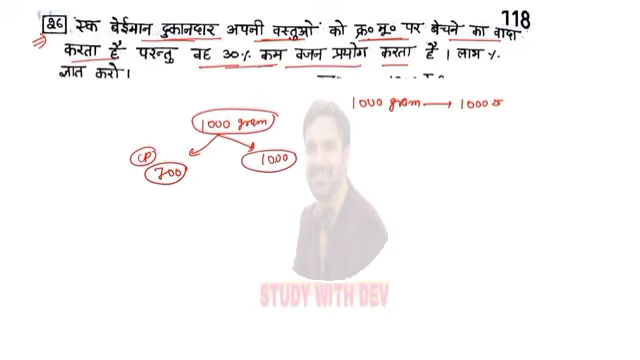 26 एक बेईमान दुकानदार अपनी वस्तुओं को क्र० मू० पर बेचने का वादा 118
करता है परन्तु वह 30% कम वजन प्रयोग करता है। लाभ %
ज्ञात करो।
1000 gram → 1000 ₹
1000 gram
CP
700 1000
STUDY WITH DEV